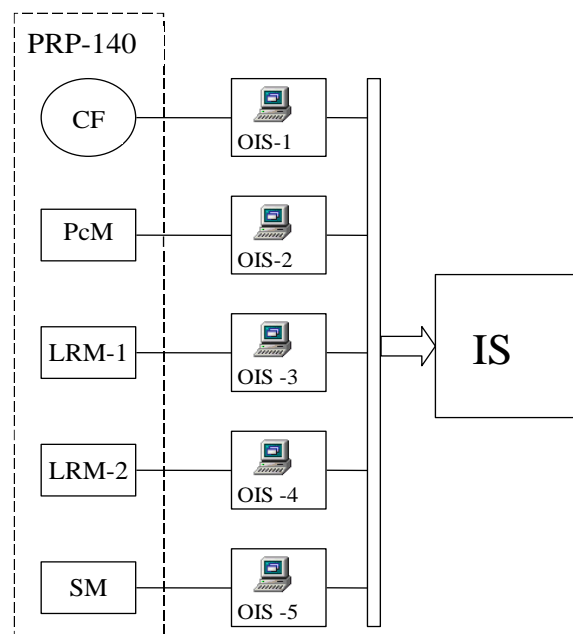 PRP-140
CF
OIS-1
PcM
OIS-2
LRM-1
OIS -3
IS
LRM-2
OIS -4
SM
OIS -5